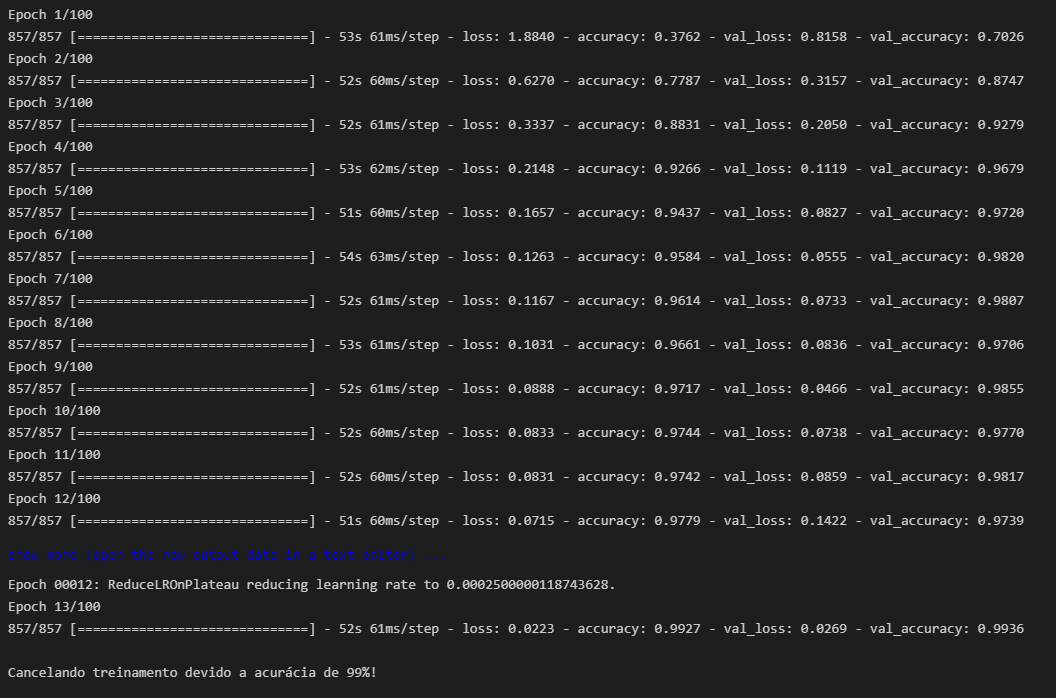 Epoch 1/100
857/857 [==============================] - 53s 61ms/step - loss: 1.8840 - accuracy: 0.3762 - val_loss: 0.8158 - val_accuracy: 0.7026
Epoch 2/100
857/857 [==============================] - 52s 60ms/step - loss: 0.6270 - accuracy: 0.7787 - val_loss: 0.3157 - val_accuracy: 0.8747
Epoch 3/100
857/857 [==============================] - 52s 61ms/step - loss: 0.3337 - accuracy: 0.8831 - val_loss: 0.2050 - val_accuracy: 0.9279
Epoch 4/100
857/857 [==============================] - 53s 62ms/step - loss: 0.2148 - accuracy: 0.9266 - val_loss: 0.1119 - val_accuracy: 0.9679
Epoch 5/100
857/857 [==============================] - 51s 60ms/step - loss: 0.1657 - accuracy: 0.9437 - val_loss: 0.0827 - val_accuracy: 0.9720
Epoch 6/100
857/857 [==============================] - 54s 63ms/step - loss: 0.1263 - accuracy: 0.9584 - val_loss: 0.0555 - val_accuracy: 0.9820
Epoch 7/100
857/857 [==============================] - 52s 61ms/step - loss: 0.1167 - accuracy: 0.9614 - val_loss: 0.0733 - val_accuracy: 0.9807
Epoch 8/100
857/857 [==============================] - 53s 61ms/step - loss: 0.1031 - accuracy: 0.9661 - val_loss: 0.0836 - val_accuracy: 0.9706
Epoch 9/100
857/857 [==============================] - 52s 61ms/step - loss: 0.0888 - accuracy: 0.9717 - val_loss: 0.0466 - val_accuracy: 0.9855
Epoch 10/100
857/857 [==============================] - 52s 60ms/step - loss: 0.0833 - accuracy: 0.9744 - val_loss: 0.0738 - val_accuracy: 0.9770
Epoch 11/100
857/857 [==============================] - 52s 60ms/step - loss: 0.0831 - accuracy: 0.9742 - val_loss: 0.0859 - val_accuracy: 0.9817
Epoch 12/100
857/857 [==============================] - 51s 60ms/step - loss: 0.0715 - accuracy: 0.9779 - val_loss: 0.1422 - val_accuracy: 0.9739
show more (open the raw output data in a text editor) ...
Epoch 00012: ReduceLROnPlateau reducing learning rate to 0.0002500000118743628.
Epoch 13/100
857/857 [==============================] - 52s 61ms/step - loss: 0.0223 - accuracy: 0.9927 - val_loss: 0.0269 - val_accuracy: 0.9936
Cancelando treinamento devido a acurácia de 99%!